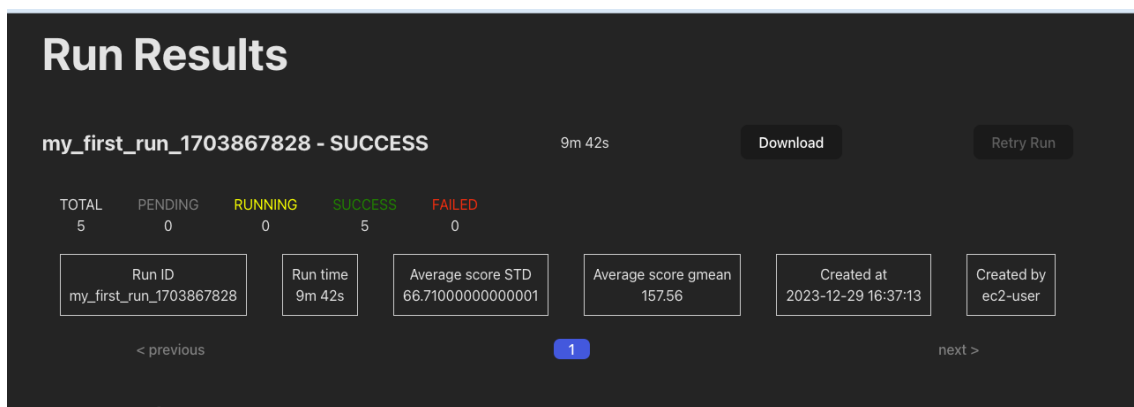 Run Results
my_first_run_1703867828 - SUCCESS 9m 42s Download Retry Run
TOTAL PENDING RUNNING SUCCESS FAILED
5 0 0 5 0
Run ID Run time Average score STD Average score gmean Created at Created by
my_first_run_1703867828 9m 42s 66.71000000000001 157.56 2023-12-29 16:37:13 ec2-user
< previous 1 next >